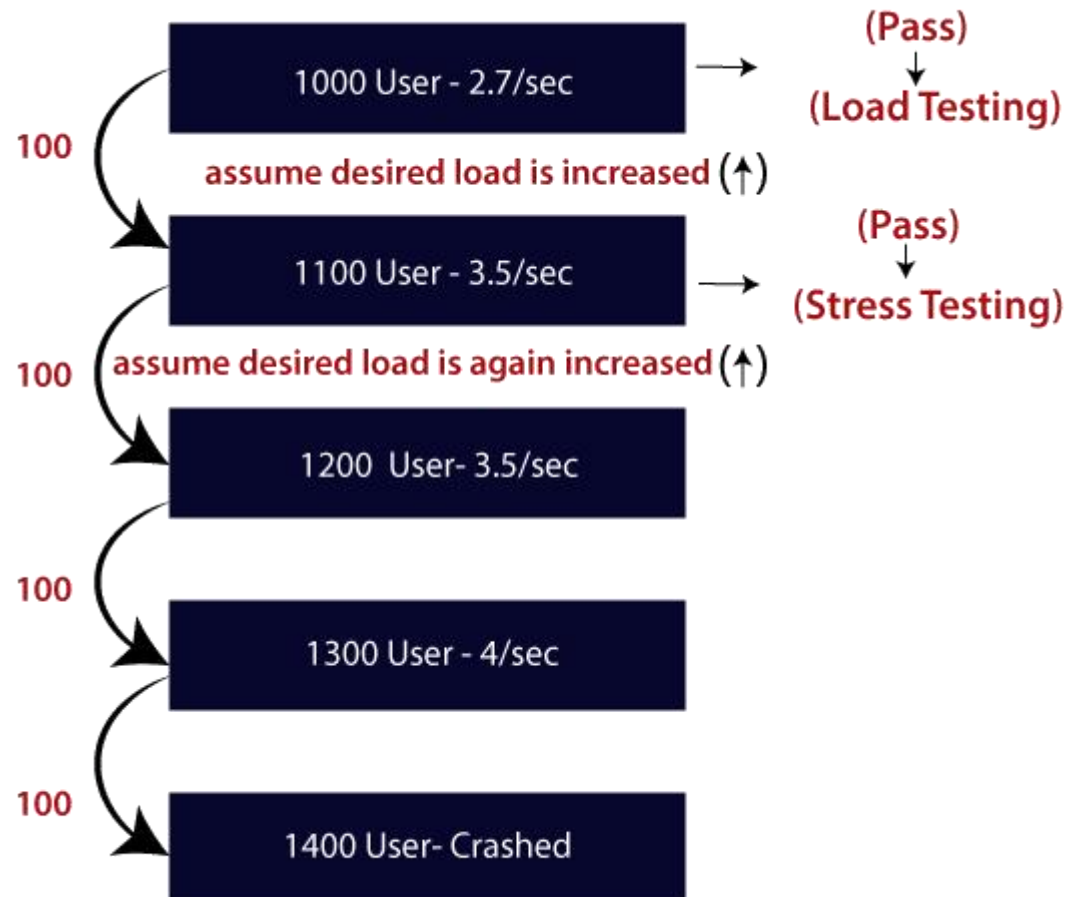 1000 User - 2.7/sec
(Pass)
(Load Testing)
100
assume desired load is increased (↑)
1100 User - 3.5/sec
(Pass)
(Stress Testing)
100
assume desired load is again increased (↑)
1200 User- 3.5/sec
100
1300 User - 4/sec
100
1400 User- Crashed